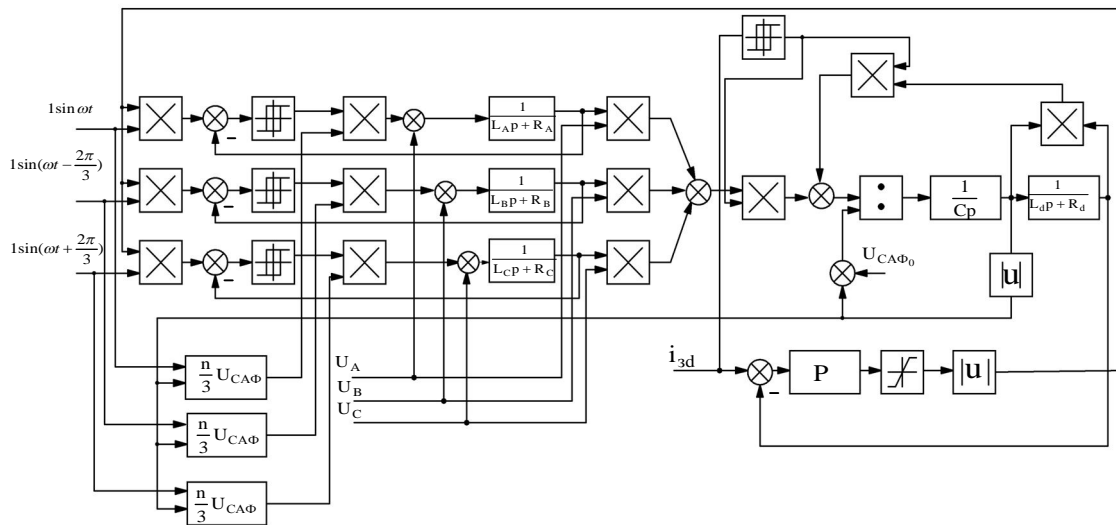 1sin ωt
1/(L_A p + R_A)
1sin(ωt − 2π/3)
1/(L_B p + R_B)
1/(Cp)
1/(L_d p + R_d)
1sin(ωt + 2π/3)
1/(L_C p + R_C)
U_CAΦ₀
|u|
n/3 U_CAΦ
U_A
U_B
U_C
i_3d
P
|u|
n/3 U_CAΦ
n/3 U_CAΦ